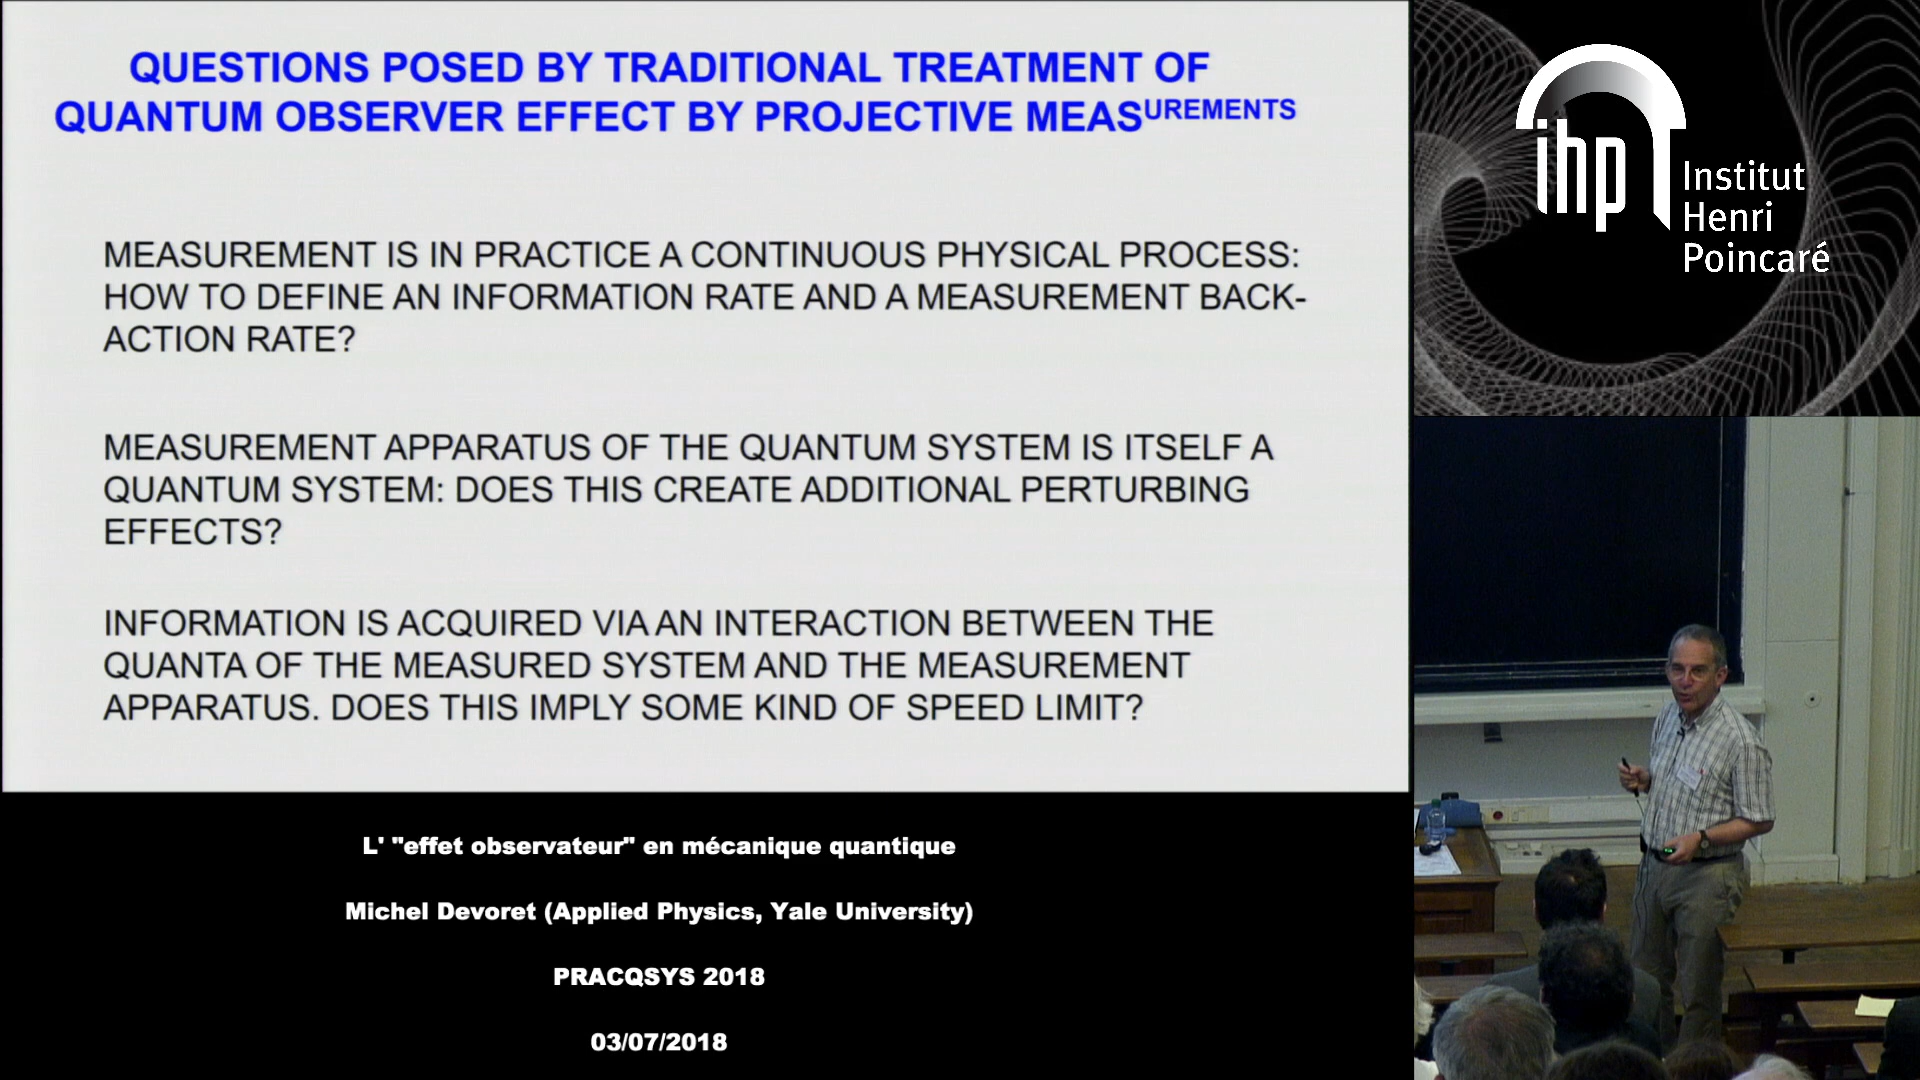 QUESTIONS POSED BY TRADITIONAL TREATMENT OF
QUANTUM OBSERVER EFFECT BY PROJECTIVE MEASUREMENTS
MEASUREMENT IS IN PRACTICE A CONTINUOUS PHYSICAL PROCESS:
HOW TO DEFINE AN INFORMATION RATE AND A MEASUREMENT BACK-
ACTION RATE?
MEASUREMENT APPARATUS OF THE QUANTUM SYSTEM IS ITSELF A
QUANTUM SYSTEM: DOES THIS CREATE ADDITIONAL PERTURBING
EFFECTS?
INFORMATION IS ACQUIRED VIA AN INTERACTION BETWEEN THE
QUANTA OF THE MEASURED SYSTEM AND THE MEASUREMENT
APPARATUS. DOES THIS IMPLY SOME KIND OF SPEED LIMIT?
L' "effet observateur" en mécanique quantique
Michel Devoret (Applied Physics, Yale University)
PRACQSYS 2018
03/07/2018
ihp
Institut
Henri
Poincaré